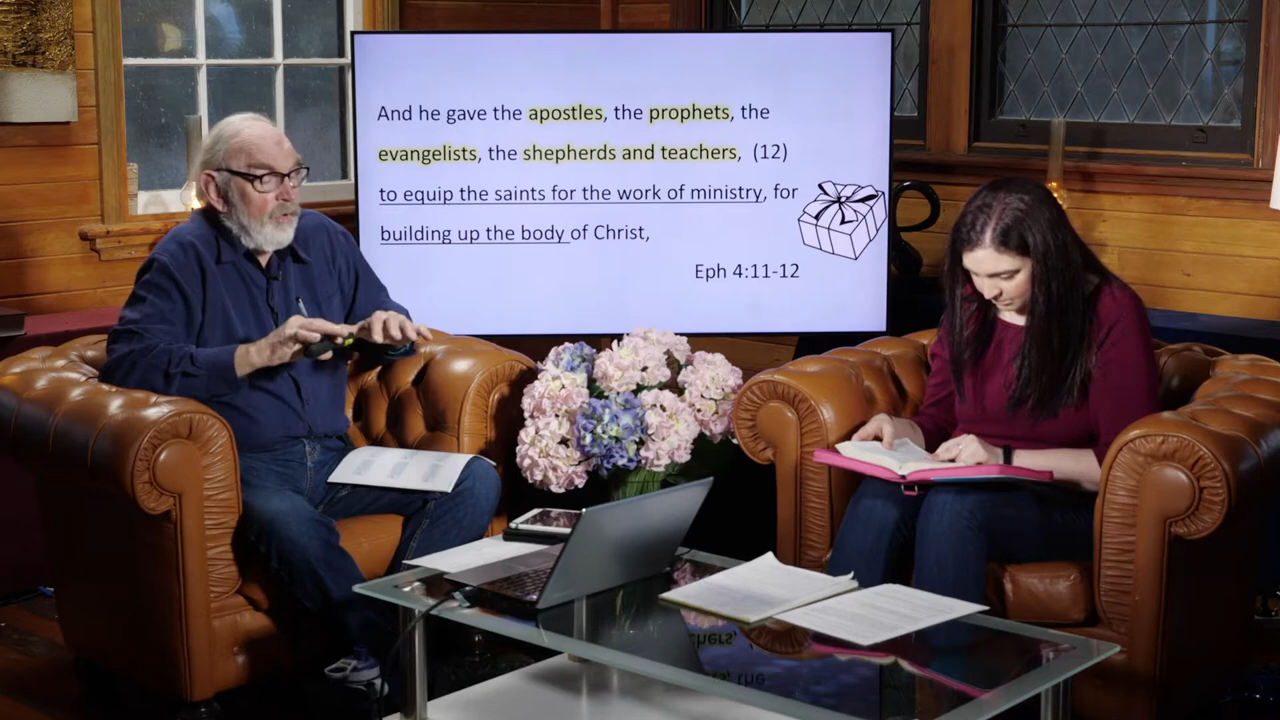 And he gave the apostles, the prophets, the
evangelists, the shepherds and teachers, (12)
to equip the saints for the work of ministry, for
building up the body of Christ,
Eph 4:11-12